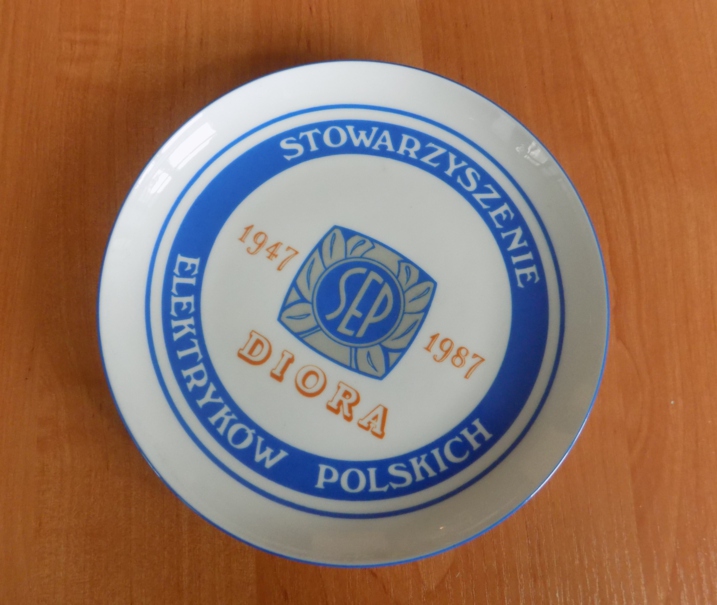 STOWARZYSZENIE
ELEKTRYKÓW POLSKICH
1947
SEP
1987
DIORA